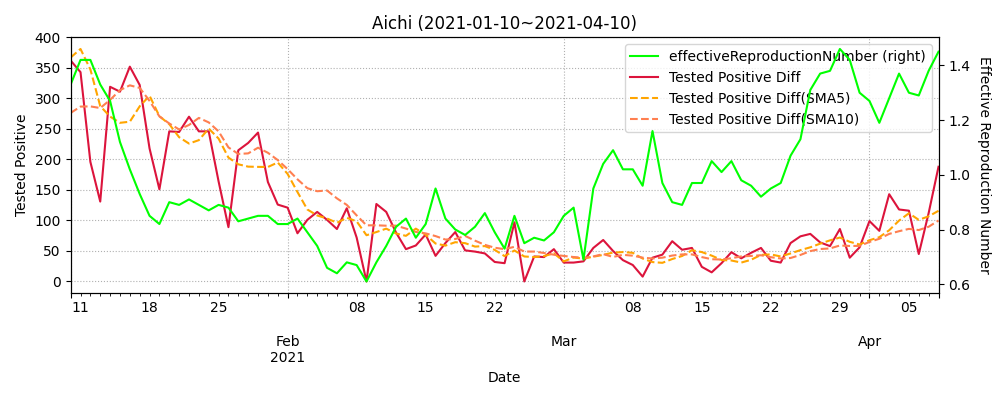 Aichi (2021-01-10~2021-04-10)
effectiveReproductionNumber (right)
Tested Positive Diff
Tested Positive Diff(SMA5)
Tested Positive Diff(SMA10)
Tested Positive
400
350
300
250
200
150
100
50
0
Effective Reproduction Number
1.4
1.2
1.0
0.8
0.6
11 18 25 08 15 22 08 15 22 29 05
Feb Mar Apr
2021
Date